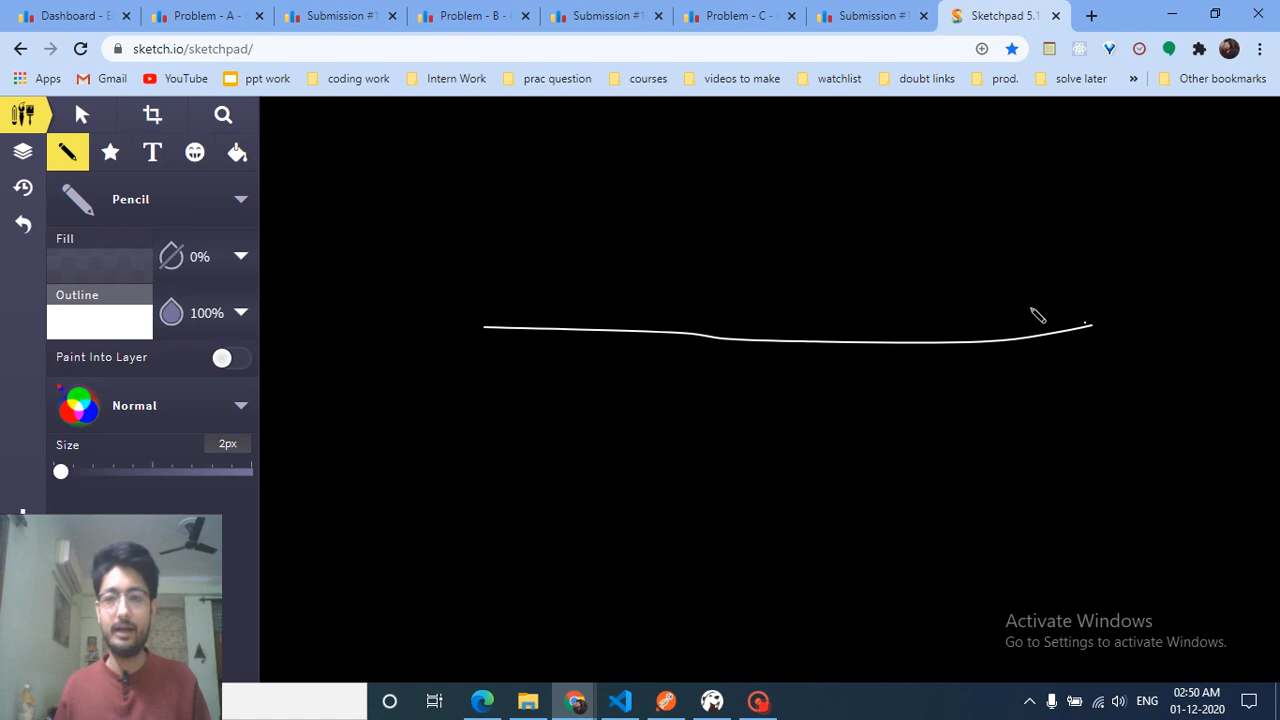 Dashboard - E
Problem - A - C
Submission #1
Problem - B - C
Submission #1
Problem - C - C
Submission #1
Sketchpad 5.1
sketch.io/sketchpad/
Apps
Gmail
YouTube
ppt work
coding work
Intern Work
prac question
courses
videos to make
watchlist
doubt links
prod.
solve later
»
Other bookmarks
T
Pencil
Fill
0%
Outline
100%
Paint Into Layer
Normal
Size
2px
Activate Windows
Go to Settings to activate Windows.
ENG
02:50 AM
01-12-2020